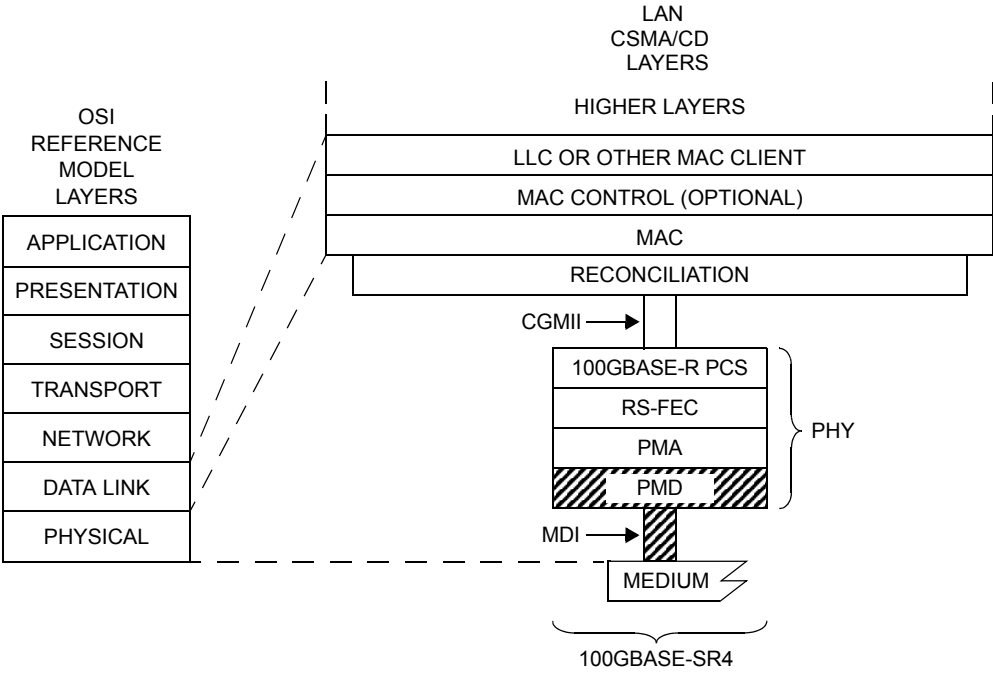 LAN
CSMA/CD
LAYERS
OSI
REFERENCE
MODEL
LAYERS
APPLICATION
PRESENTATION
SESSION
TRANSPORT
NETWORK
DATA LINK
PHYSICAL
HIGHER LAYERS
LLC OR OTHER MAC CLIENT
MAC CONTROL (OPTIONAL)
MAC
RECONCILIATION
CGMII
100GBASE-R PCS
RS-FEC
PMA
PMD
PHY
MDI
MEDIUM
100GBASE-SR4